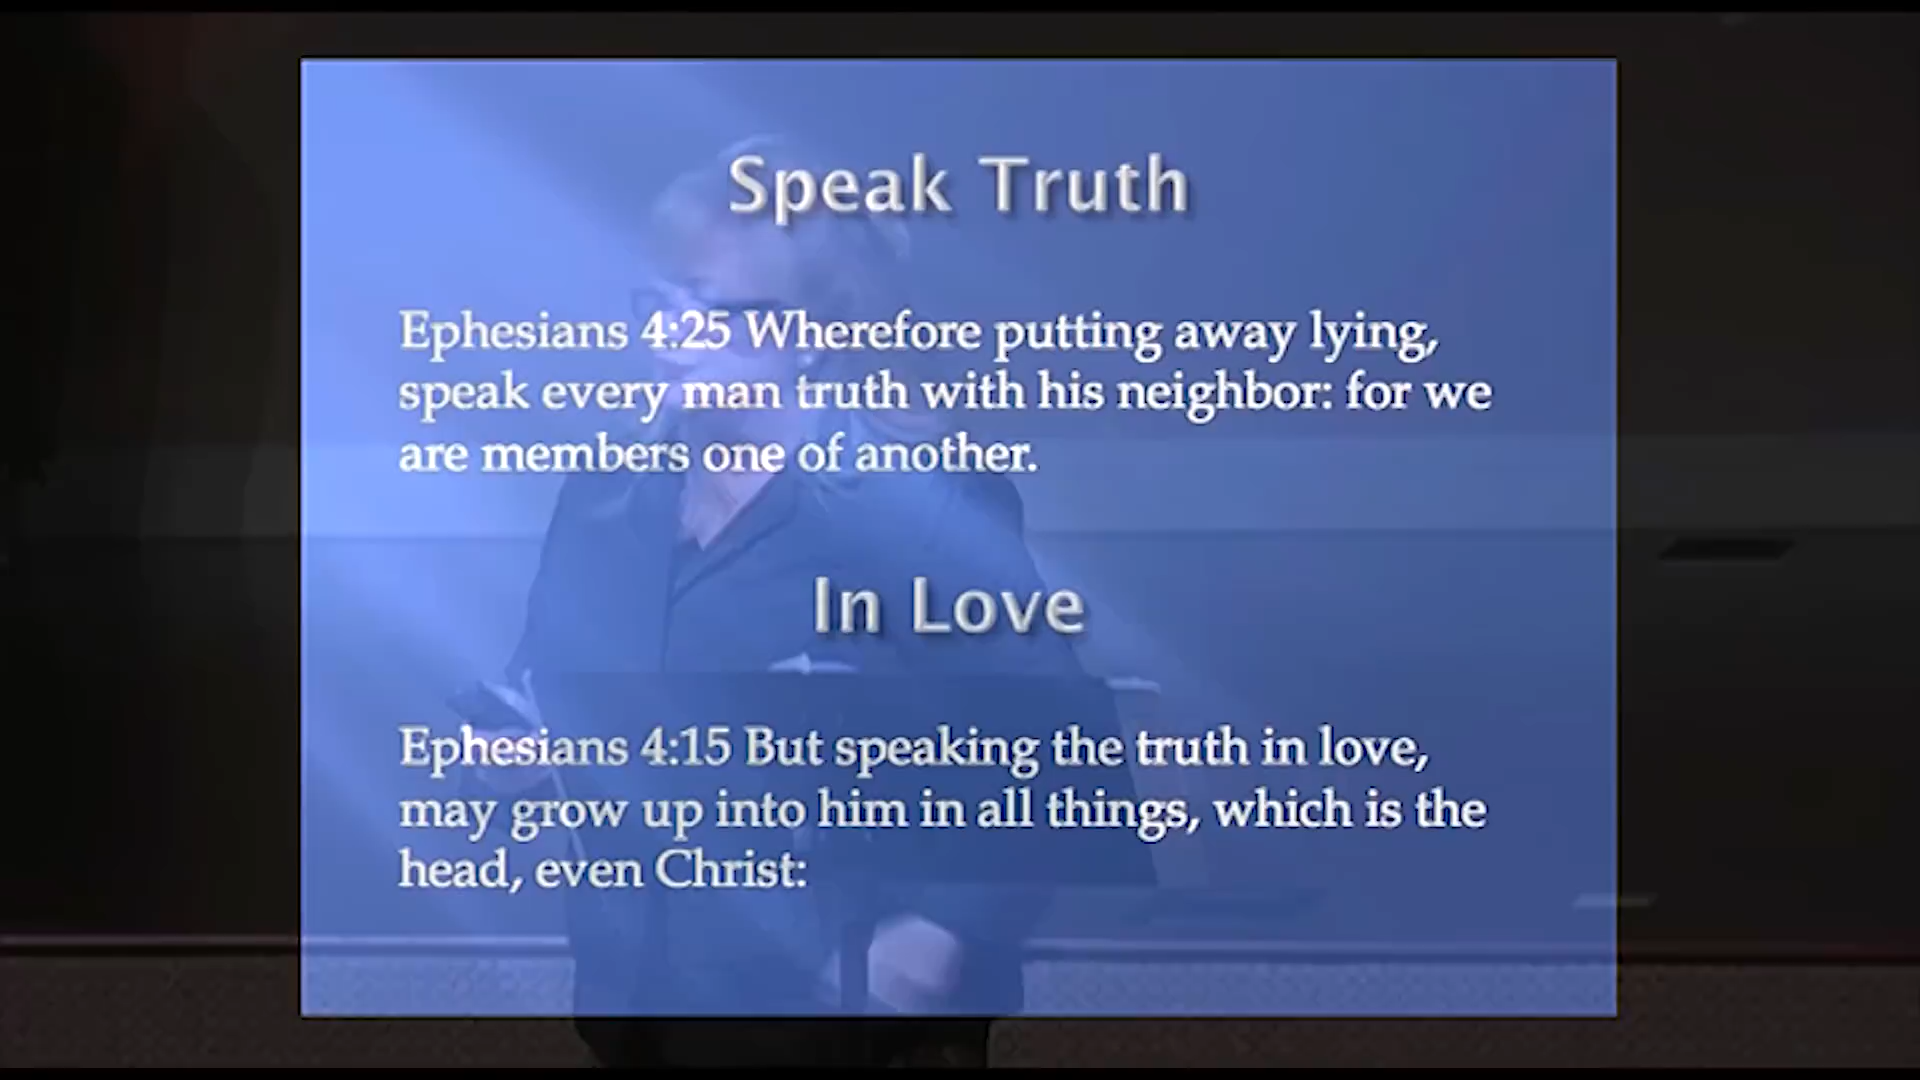 Speak Truth
Ephesians 4:25 Wherefore putting away lying,
speak every man truth with his neighbor: for we
are members one of another.
In Love
Ephesians 4:15 But speaking the truth in love,
may grow up into him in all things, which is the
head, even Christ: